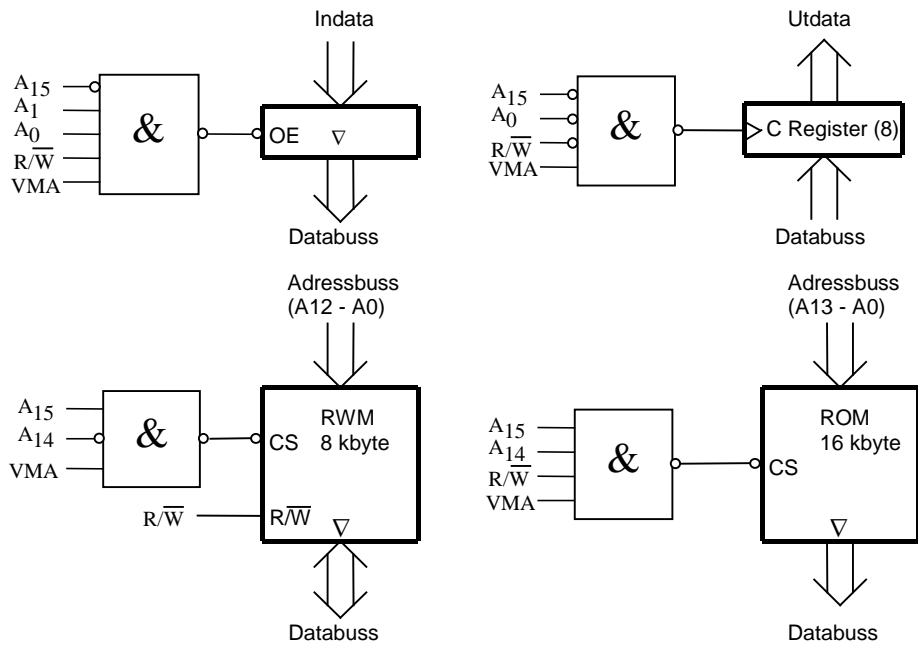 Indata
A15
A1
A0
R/W̅
VMA
&
OE ∇
Databuss
Utdata
A15
A0
R/W̅
VMA
&
C Register (8)
Databuss
Adressbuss
(A12 - A0)
A15
A14
VMA
&
RWM
8 kbyte
CS
R/W̅
R/W̅
∇
Databuss
Adressbuss
(A13 - A0)
A15
A14
R/W̅
VMA
&
ROM
16 kbyte
CS
∇
Databuss